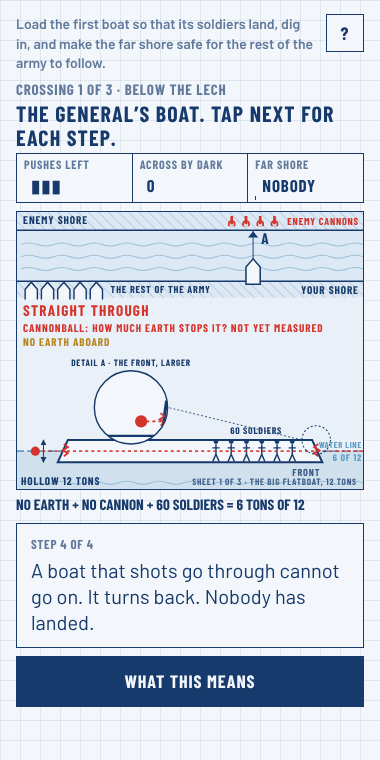 Load the first boat so that its soldiers land, dig
in, and make the far shore safe for the rest of the
army to follow.
?
CROSSING 1 OF 3 · BELOW THE LECH
THE GENERAL'S BOAT. TAP NEXT FOR
EACH STEP.
PUSHES LEFT
ACROSS BY DARK
0
FAR SHORE
NOBODY
ENEMY SHORE
ENEMY CANNONS
A
THE REST OF THE ARMY
YOUR SHORE
STRAIGHT THROUGH
CANNONBALL: HOW MUCH EARTH STOPS IT? NOT YET MEASURED
NO EARTH ABOARD
DETAIL A · THE FRONT, LARGER
60 SOLDIERS
WATER LINE
6 OF 12
FRONT
HOLLOW 12 TONS
SHEET 1 OF 3 · THE BIG FLATBOAT, 12 TONS
NO EARTH + NO CANNON + 60 SOLDIERS = 6 TONS OF 12
STEP 4 OF 4
A boat that shots go through cannot
go on. It turns back. Nobody has
landed.
WHAT THIS MEANS